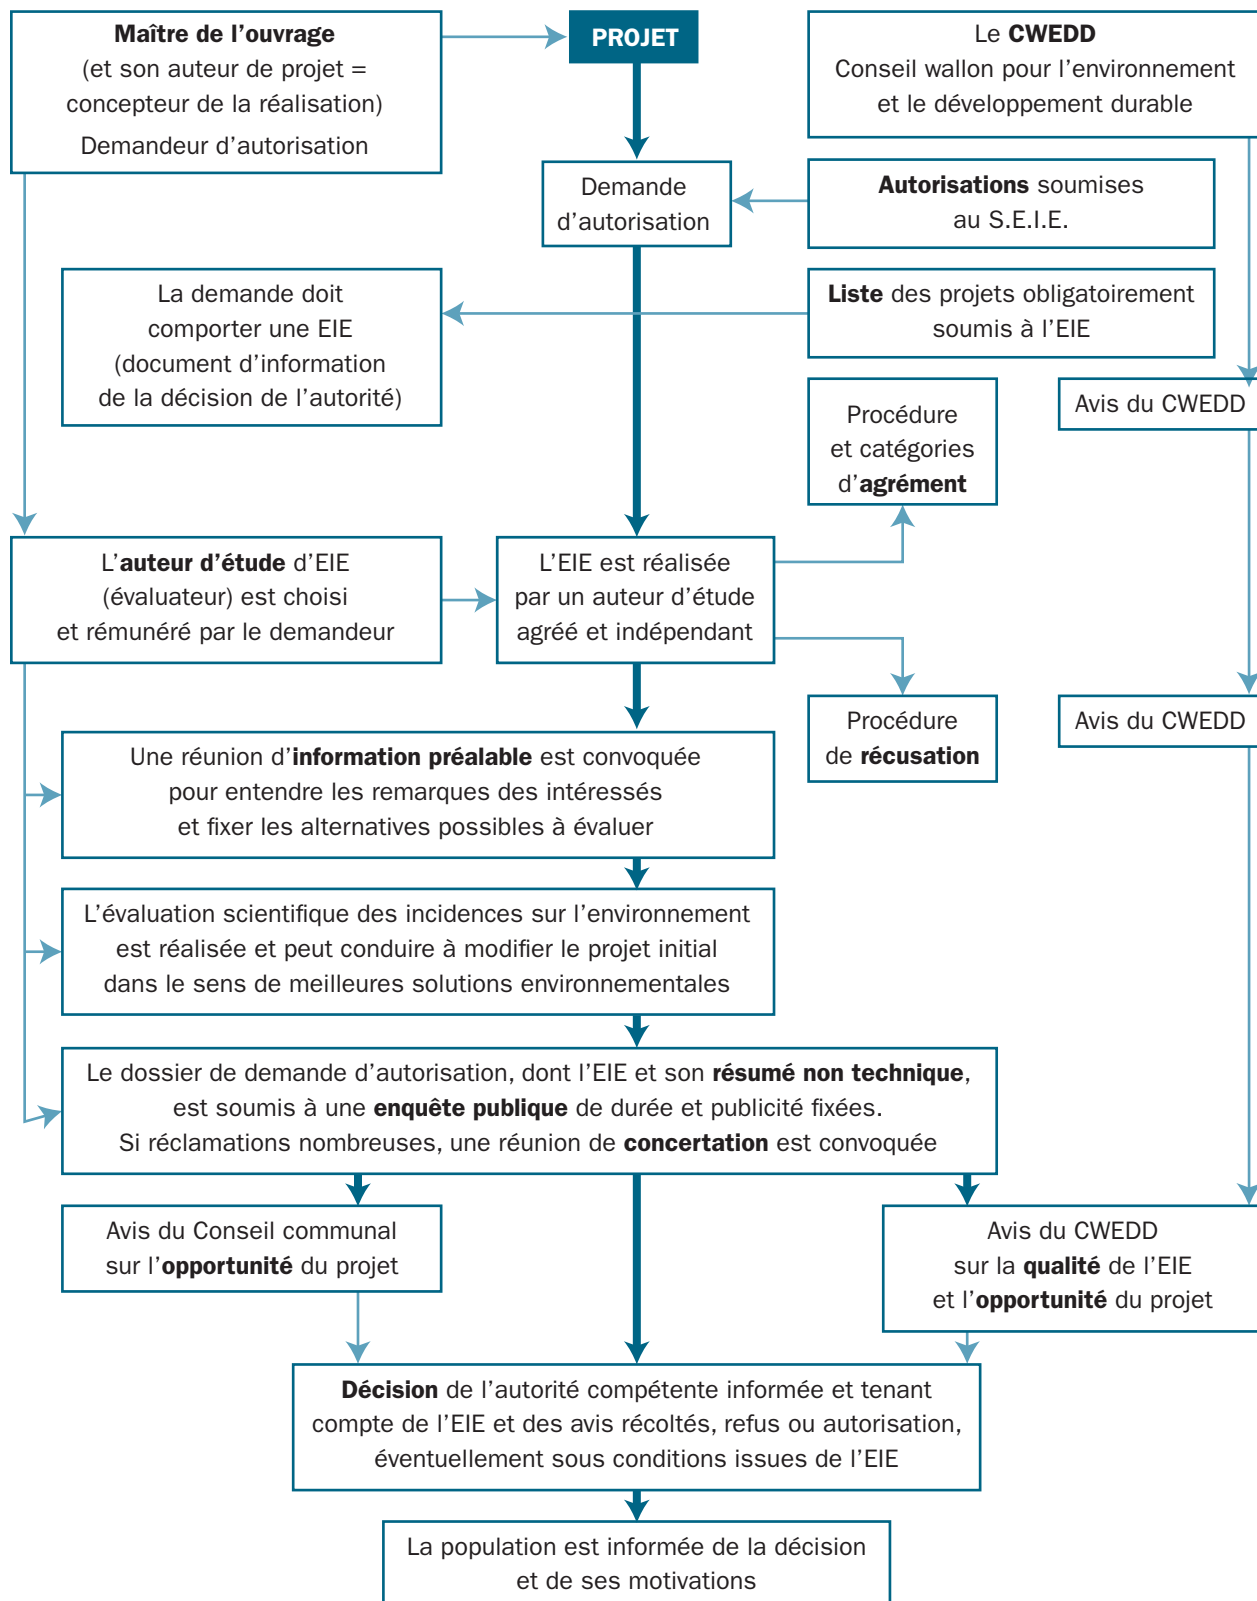 Maître de l'ouvrage
(et son auteur de projet =
concepteur de la réalisation)
Demandeur d'autorisation
PROJET
Le CWEDD
Conseil wallon pour l'environnement
et le développement durable
Demande
d'autorisation
Autorisations soumises
au S.E.I.E.
La demande doit
comporter une EIE
(document d'information
de la décision de l'autorité)
Liste des projets obligatoirement
soumis à l'EIE
Procédure
et catégories
d'agrément
Avis du CWEDD
L'auteur d'étude d'EIE
(évaluateur) est choisi
et rémunéré par le demandeur
L'EIE est réalisée
par un auteur d'étude
agréé et indépendant
Procédure
de récusation
Avis du CWEDD
Une réunion d'information préalable est convoquée
pour entendre les remarques des intéressés
et fixer les alternatives possibles à évaluer
L'évaluation scientifique des incidences sur l'environnement
est réalisée et peut conduire à modifier le projet initial
dans le sens de meilleures solutions environnementales
Le dossier de demande d'autorisation, dont l'EIE et son résumé non technique,
est soumis à une enquête publique de durée et publicité fixées.
Si réclamations nombreuses, une réunion de concertation est convoquée
Avis du Conseil communal
sur l'opportunité du projet
Avis du CWEDD
sur la qualité de l'EIE
et l'opportunité du projet
Décision de l'autorité compétente informée et tenant
compte de l'EIE et des avis récoltés, refus ou autorisation,
éventuellement sous conditions issues de l'EIE
La population est informée de la décision
et de ses motivations